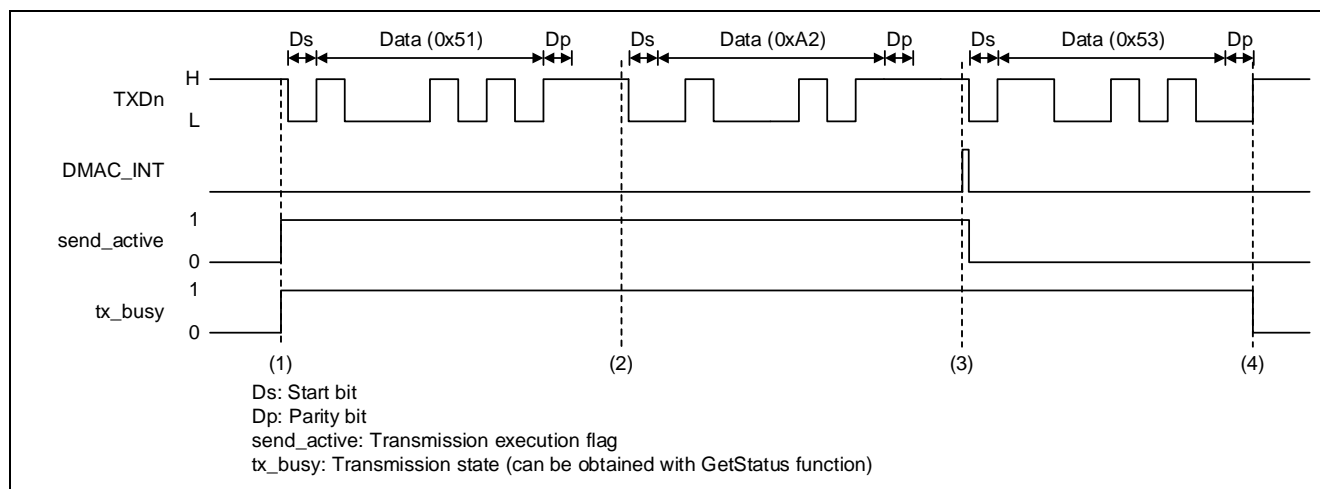 Ds Data (0x51) Dp Ds Data (0xA2) Dp Ds Data (0x53) Dp
H
TXDn
L
DMAC_INT
1
send_active
0
1
tx_busy
0
(1) (2) (3) (4)
Ds: Start bit
Dp: Parity bit
send_active: Transmission execution flag
tx_busy: Transmission state (can be obtained with GetStatus function)